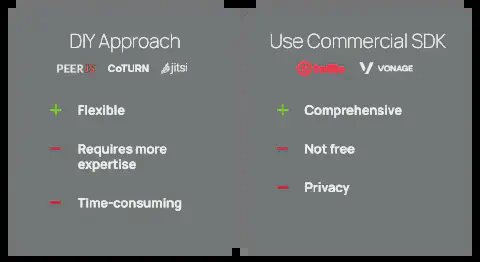 DIY Approach
PEERJS CoTURN jitsi
+ Flexible
− Requires more
expertise
− Time-consuming
Use Commercial SDK
twilio VONAGE
+ Comprehensive
− Not free
− Privacy